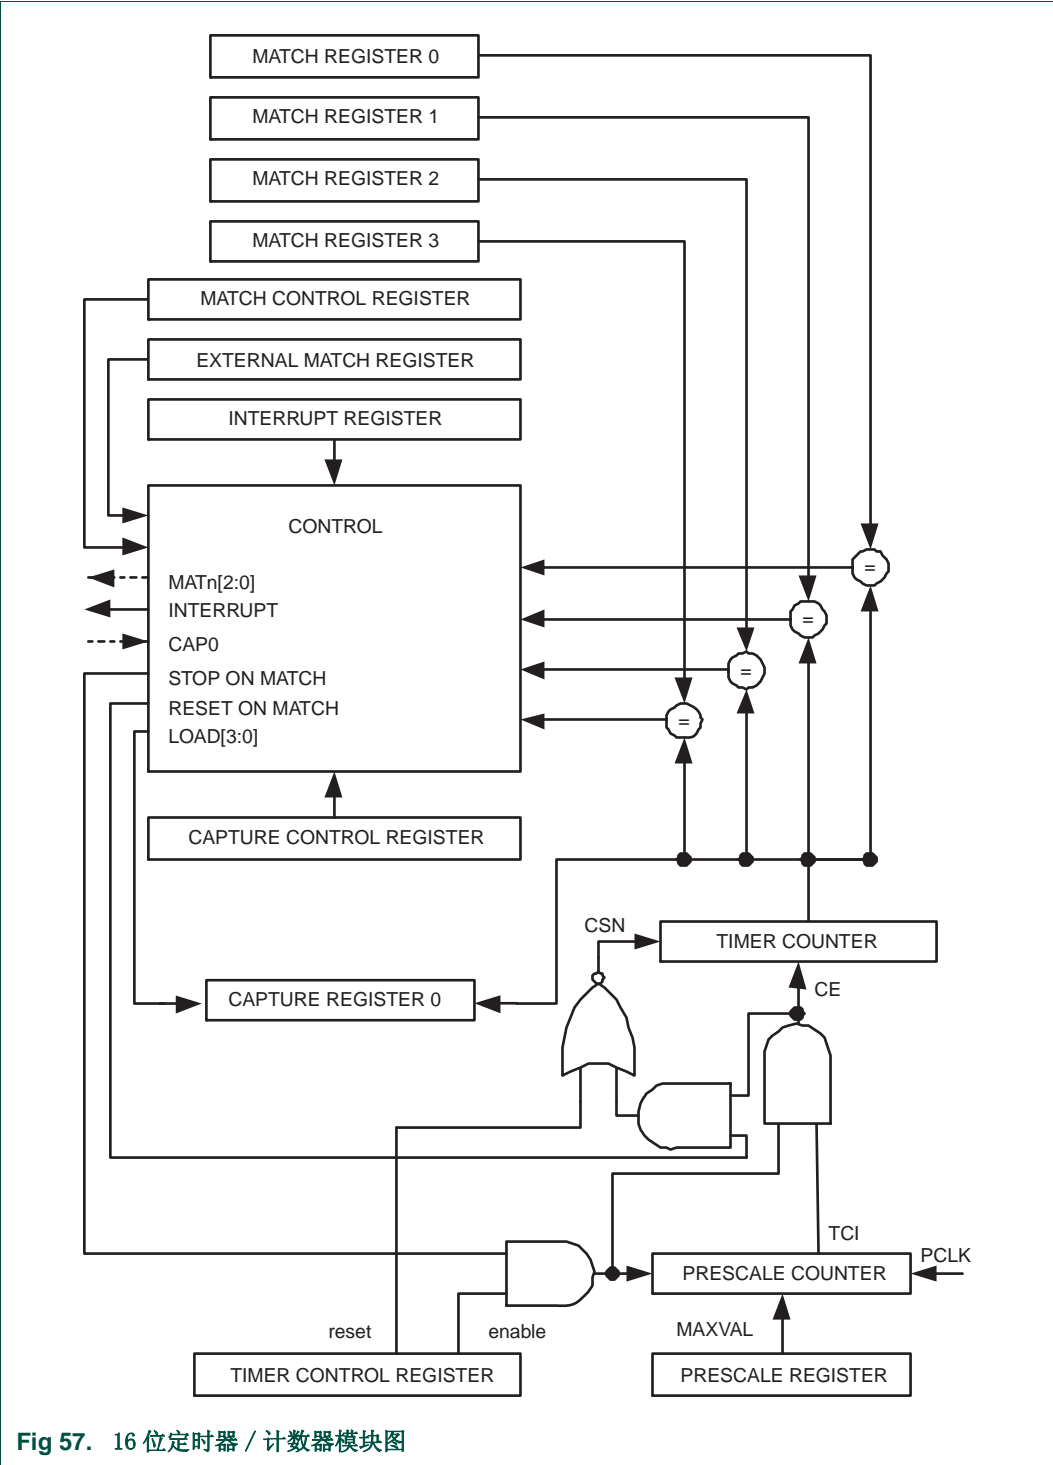 MATCH REGISTER 0
MATCH REGISTER 1
MATCH REGISTER 2
MATCH REGISTER 3
MATCH CONTROL REGISTER
EXTERNAL MATCH REGISTER
INTERRUPT REGISTER
CONTROL
=
=
=
=
MATn[2:0]
INTERRUPT
CAP0
STOP ON MATCH
RESET ON MATCH
LOAD[3:0]
CAPTURE CONTROL REGISTER
CSN
TIMER COUNTER
CE
CAPTURE REGISTER 0
TCI
PCLK
PRESCALE COUNTER
reset
enable
MAXVAL
TIMER CONTROL REGISTER
PRESCALE REGISTER
Fig 57. 16 位定时器 / 计数器模块图